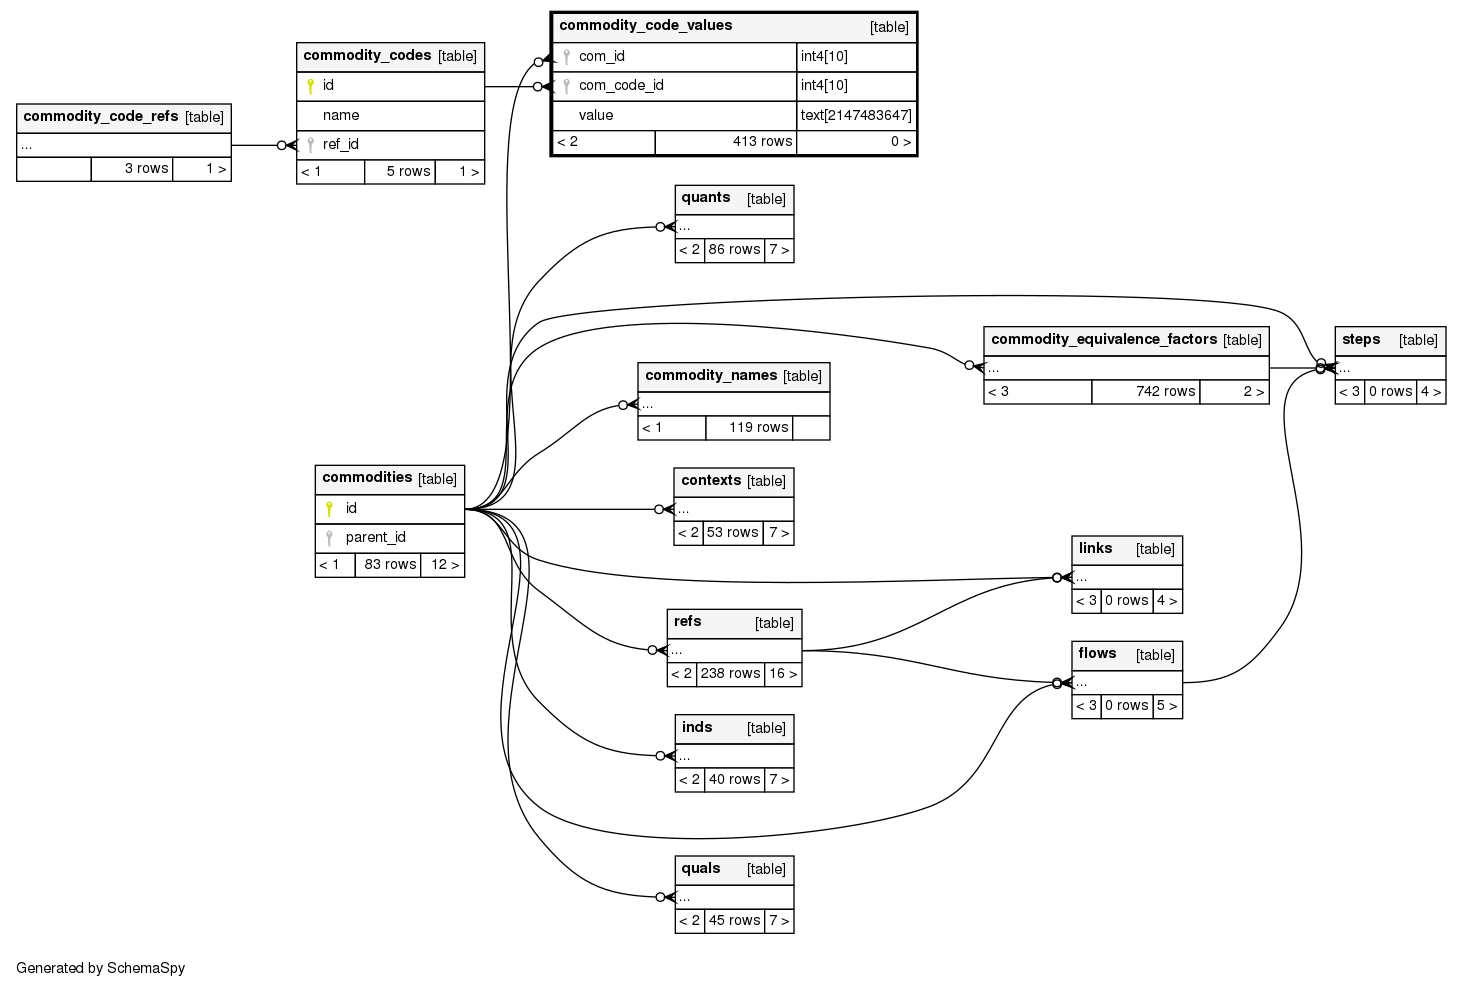 commodity_code_values [table]
com_id int4[10]
com_code_id int4[10]
value text[2147483647]
< 2 413 rows 0 >
commodity_codes [table]
id
name
ref_id
< 1 5 rows 1 >
commodity_code_refs [table]
...
3 rows 1 >
quants [table]
...
< 2 86 rows 7 >
commodity_equivalence_factors [table]
...
< 3 742 rows 2 >
steps [table]
...
< 3 0 rows 4 >
commodity_names [table]
...
< 1 119 rows
commodities [table]
id
parent_id
< 1 83 rows 12 >
contexts [table]
...
< 2 53 rows 7 >
links [table]
...
< 3 0 rows 4 >
refs [table]
...
< 2 238 rows 16 >
flows [table]
...
< 3 0 rows 5 >
inds [table]
...
< 2 40 rows 7 >
quals [table]
...
< 2 45 rows 7 >
Generated by SchemaSpy